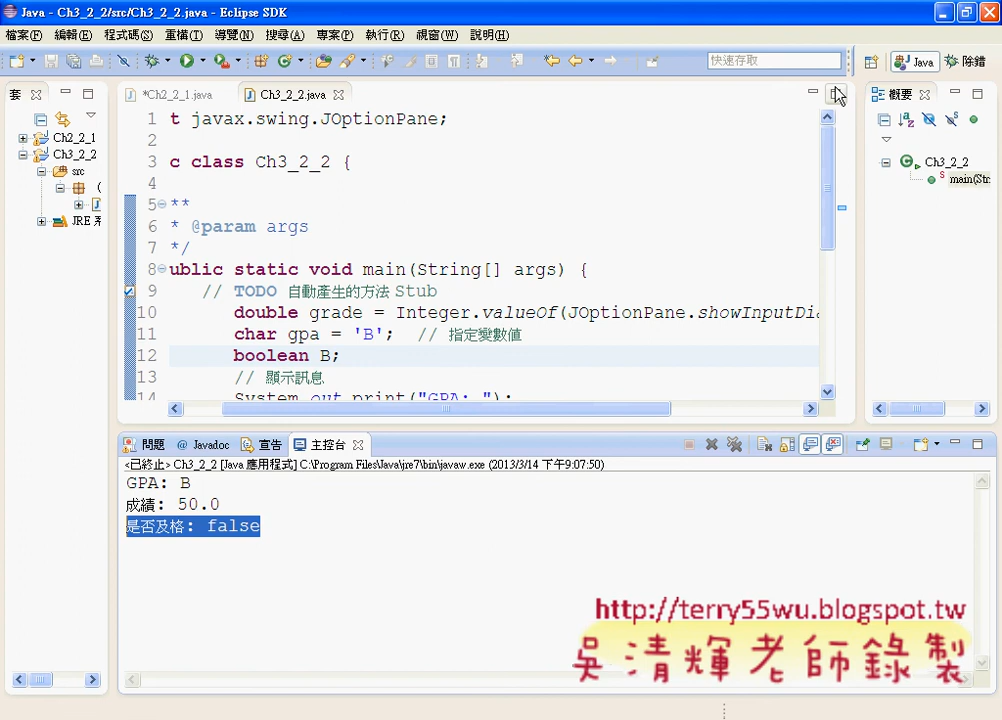 Java - Ch3_2_2/src/Ch3_2_2.java - Eclipse SDK
檔案(F) 編輯(E) 程式碼(S) 重構(T) 導覽(N) 搜尋(A) 專案(P) 執行(R) 視窗(W) 說明(H)
快速存取
Java
除錯
套
*Ch2_2_1.java
Ch3_2_2.java
概要
Ch2_2_1
Ch3_2_2
src
(
J
JRE 系
1 t javax.swing.JOptionPane;
2
3 c class Ch3_2_2 {
4
5 **
6 * @param args
7 */
8 ublic static void main(String[] args) {
9 // TODO 自動產生的方法 Stub
10 double grade = Integer.valueOf(JOptionPane.showInputDia
11 char gpa = 'B'; // 指定變數值
12 boolean B;
13 // 顯示訊息
14 System.out.print("GPA: ");
Ch3_2_2
main(Str
問題 @ Javadoc 宣告 主控台
<已終止> Ch3_2_2 [Java 應用程式] C:\Program Files\Java\jre7\bin\javaw.exe (2013/3/14 下午9:07:50)
GPA: B
成績: 50.0
是否及格: false
http://terry55wu.blogspot.tw
吳清輝老師錄製